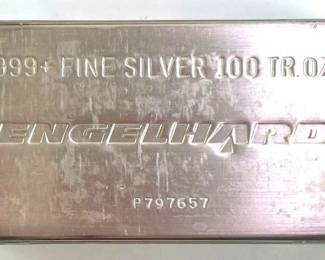 999+ FINE SILVER 100 TR.OZ
ENGELHARD
P797657